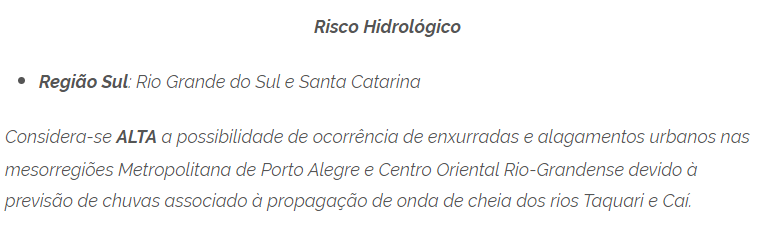 Risco Hidrológico
• Região Sul: Rio Grande do Sul e Santa Catarina
Considera-se ALTA a possibilidade de ocorrência de enxurradas e alagamentos urbanos nas
mesorregiões Metropolitana de Porto Alegre e Centro Oriental Rio-Grandense devido à
previsão de chuvas associado à propagação de onda de cheia dos rios Taquari e Caí.